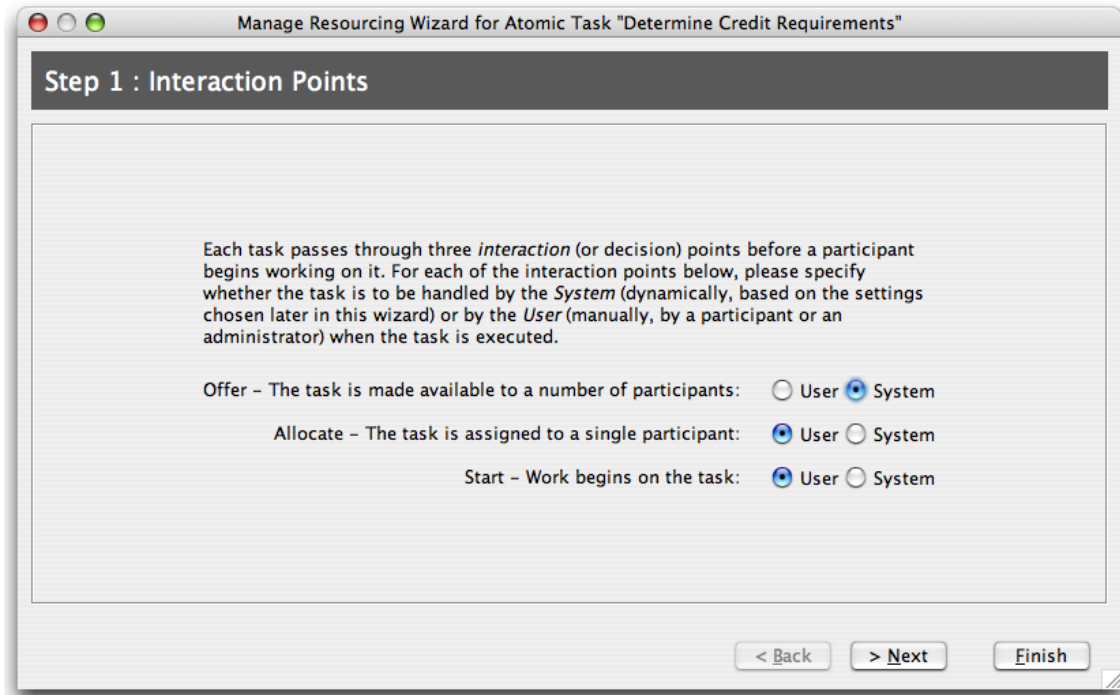 Manage Resourcing Wizard for Atomic Task "Determine Credit Requirements"
Step 1 : Interaction Points
Each task passes through three interaction (or decision) points before a participant
begins working on it. For each of the interaction points below, please specify
whether the task is to be handled by the System (dynamically, based on the settings
chosen later in this wizard) or by the User (manually, by a participant or an
administrator) when the task is executed.
Offer – The task is made available to a number of participants: User System
Allocate – The task is assigned to a single participant: User System
Start – Work begins on the task: User System
< Back > Next Finish